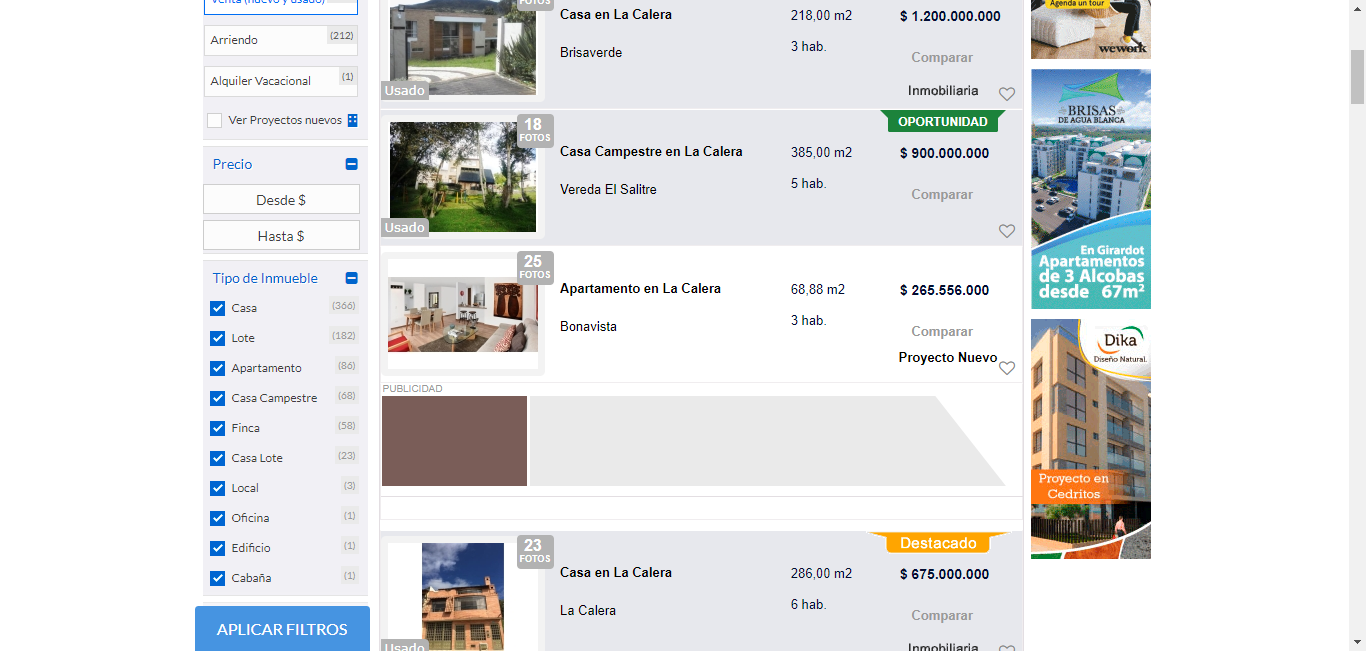 Venta (nuevo y usado)
Arriendo
(212)
Alquiler Vacacional
(1)
Ver Proyectos nuevos
Precio
Desde $
Hasta $
Tipo de Inmueble
Casa
(366)
Lote
(182)
Apartamento
(86)
Casa Campestre
(68)
Finca
(58)
Casa Lote
(23)
Local
(3)
Oficina
(1)
Edificio
(1)
Cabaña
(1)
APLICAR FILTROS
FOTOS
Usado
Casa en La Calera
Brisaverde
218,00 m2
3 hab.
$ 1.200.000.000
Comparar
Inmobiliaria
18
FOTOS
Usado
Casa Campestre en La Calera
Vereda El Salitre
385,00 m2
5 hab.
OPORTUNIDAD
$ 900.000.000
Comparar
25
FOTOS
Apartamento en La Calera
Bonavista
68,88 m2
3 hab.
$ 265.556.000
Comparar
Proyecto Nuevo
PUBLICIDAD
23
FOTOS
Usado
Casa en La Calera
La Calera
286,00 m2
6 hab.
Destacado
$ 675.000.000
Comparar
Inmobiliaria
Agenda un tour
wework
BRISAS
DE AGUA BLANCA
En Girardot
Apartamentos
de 3 Alcobas
desde 67m²
Dika
Diseño Natural.
Proyecto en
Cedritos